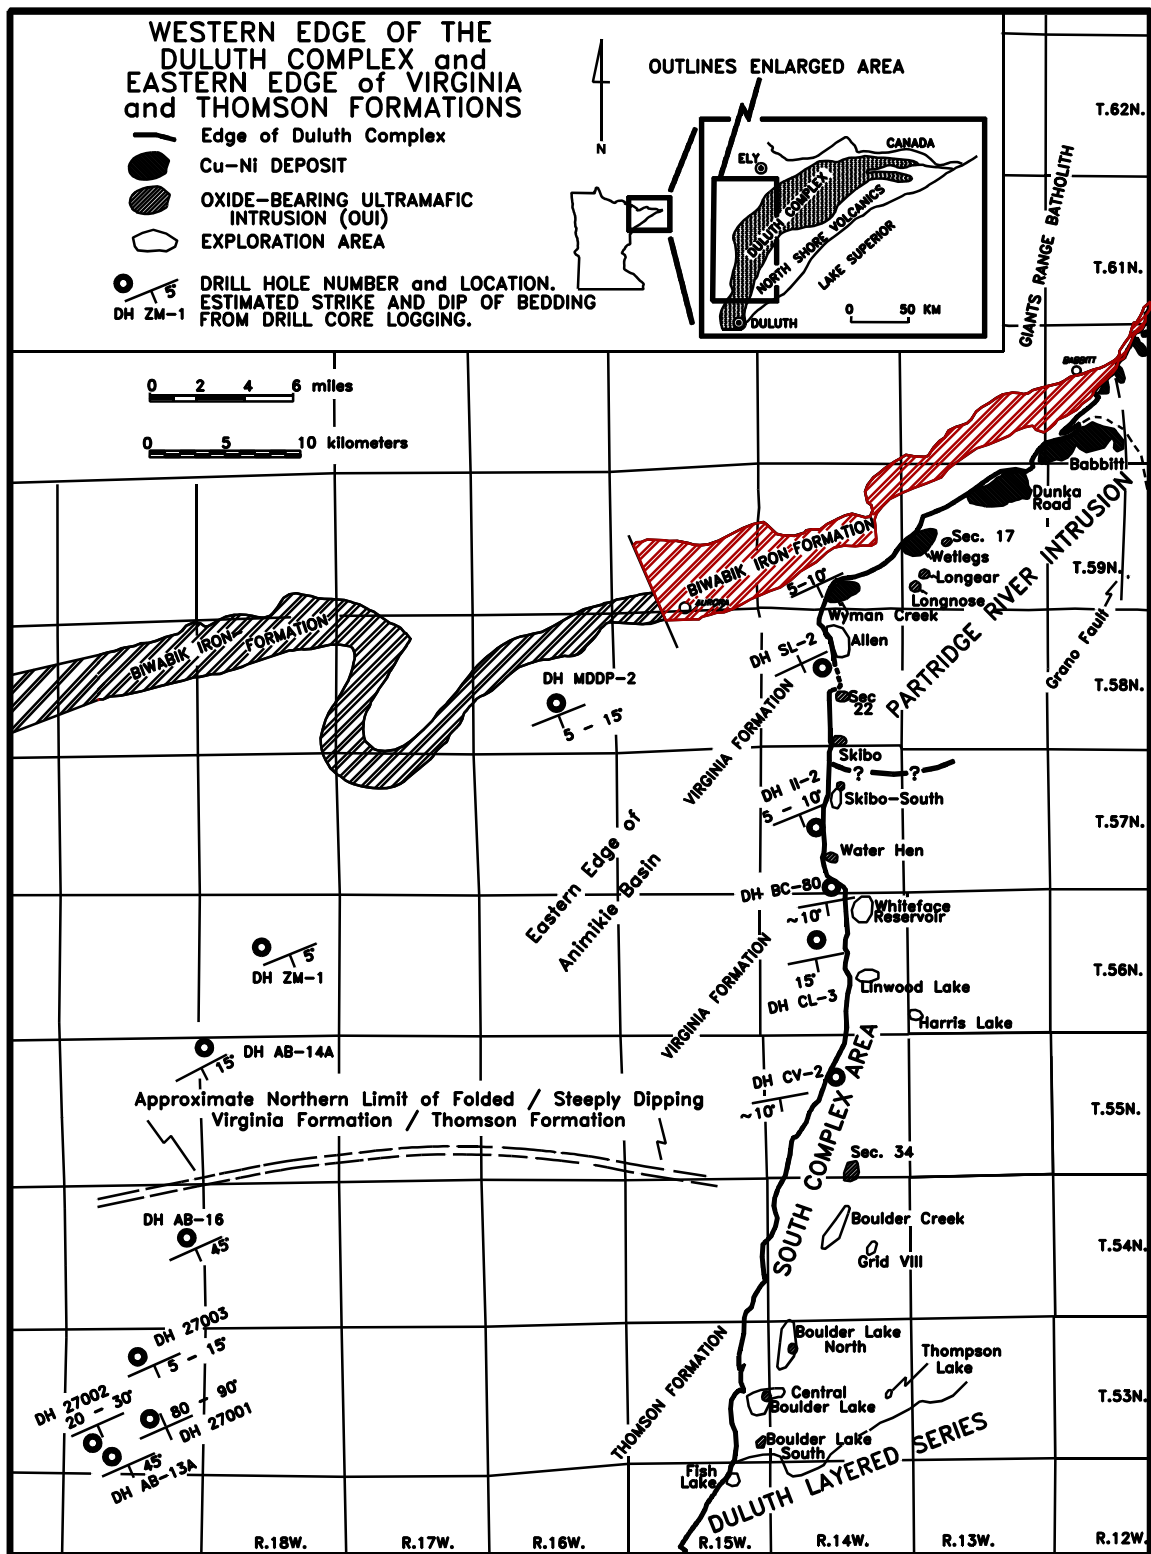 WESTERN EDGE OF THE
DULUTH COMPLEX and
EASTERN EDGE of VIRGINIA
and THOMSON FORMATIONS
Edge of Duluth Complex
Cu-Ni DEPOSIT
OXIDE-BEARING ULTRAMAFIC
INTRUSION (OUI)
EXPLORATION AREA
DRILL HOLE NUMBER and LOCATION.
ESTIMATED STRIKE AND DIP OF BEDDING
FROM DRILL CORE LOGGING.
5°
DH ZM-1
N
OUTLINES ENLARGED AREA
CANADA
ELY
DULUTH COMPLEX
NORTH SHORE VOLCANICS
LAKE SUPERIOR
DULUTH
0 50 KM
T.62N.
GIANTS RANGE BATHOLITH
T.61N.
0 2 4 6 miles
0 5 10 kilometers
BABBITT
Babbitt
Dunka
Road
Sec. 17
Wetlegs
Longear
Longnose
T.59N.
BIWABIK IRON FORMATION
AURORA
5-10°
Wyman Creek
PARTRIDGE RIVER INTRUSION
Grano Fault
BIWABIK IRON FORMATION
DH SL-2
Allen
DH MDDP-2
5 - 15°
Sec
22
T.58N.
VIRGINIA FORMATION
Skibo
? ?
DH II-2
5 - 10°
Skibo-South
T.57N.
Eastern Edge of
Animikie Basin
Water Hen
DH BC-80
~10°
Whiteface
Reservoir
5°
DH ZM-1
VIRGINIA FORMATION
15°
DH CL-3
Linwood Lake
T.56N.
Harris Lake
DH AB-14A
15°
DH CV-2
~10°
Approximate Northern Limit of Folded / Steeply Dipping
Virginia Formation / Thomson Formation
T.55N.
SOUTH COMPLEX AREA
Sec. 34
DH AB-16
45°
Boulder Creek
Grid VIII
T.54N.
DH 27003
5 - 15°
THOMSON FORMATION
Boulder Lake
North
Thompson
Lake
DH 27002
20 - 30°
80 - 90°
DH 27001
Central
Boulder Lake
T.53N.
45°
DH AB-13A
Boulder Lake
South
Fish
Lake
DULUTH LAYERED SERIES
R.18W. R.17W. R.16W. R.15W. R.14W. R.13W. R.12W.